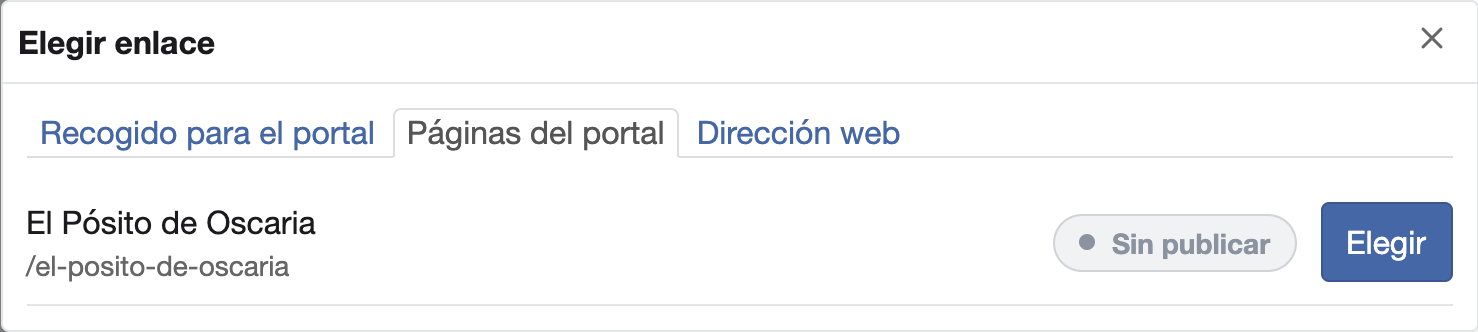 Elegir enlace
Recogido para el portal Páginas del portal Dirección web
El Pósito de Oscaria
/el-posito-de-oscaria
Sin publicar Elegir